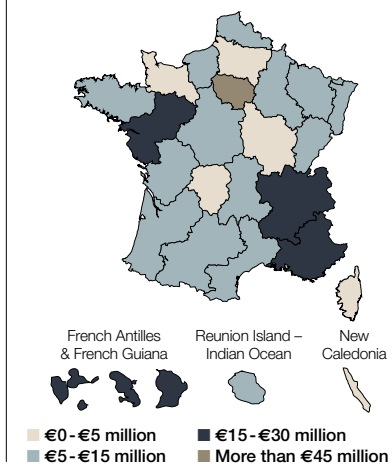 French Antilles
& French Guiana
Reunion Island –
Indian Ocean
New
Caledonia
€0 - €5 million
€5 - €15 million
€15 - €30 million
More than €45 million